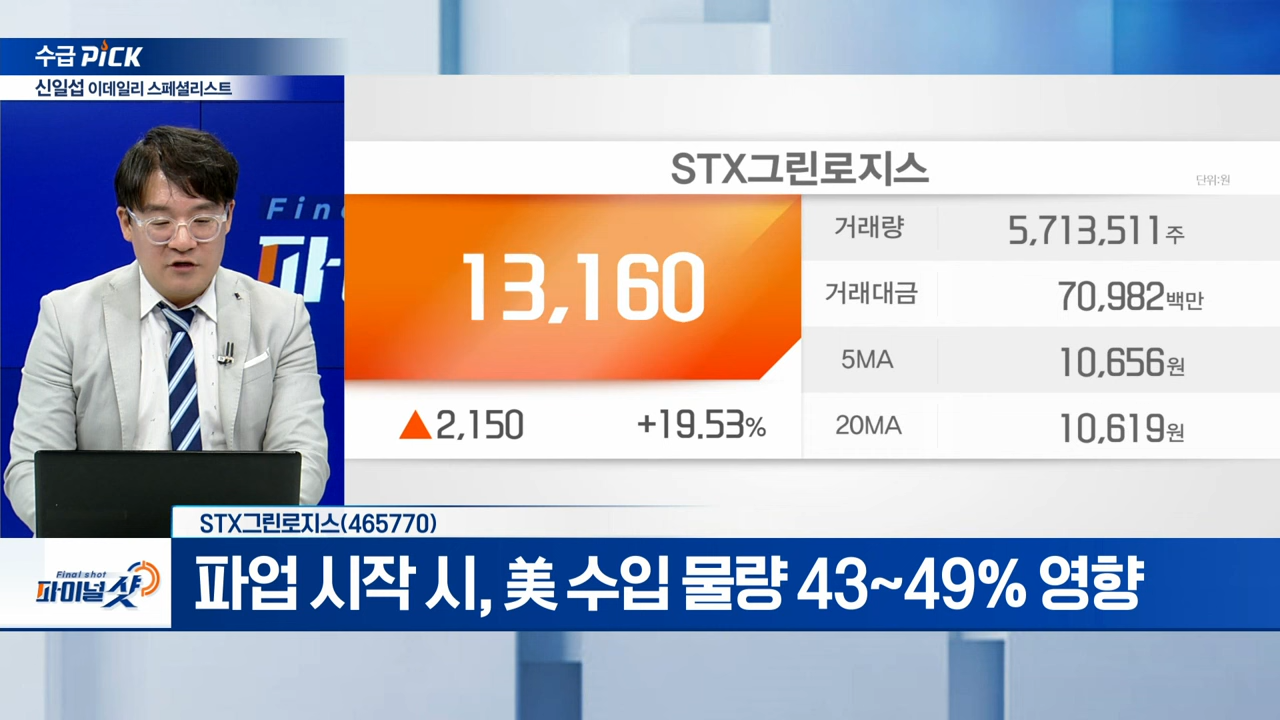 수급 PiCK
신일섭 이데일리 스페셜리스트
Fin
파
STX그린로지스
단위:원
13,160
▲2,150 +19.53%
거래량 5,713,511주
거래대금 70,982백만
5MA 10,656원
20MA 10,619원
STX그린로지스(465770)
Final shot
파이널샷
파업 시작 시, 美 수입 물량 43~49% 영향